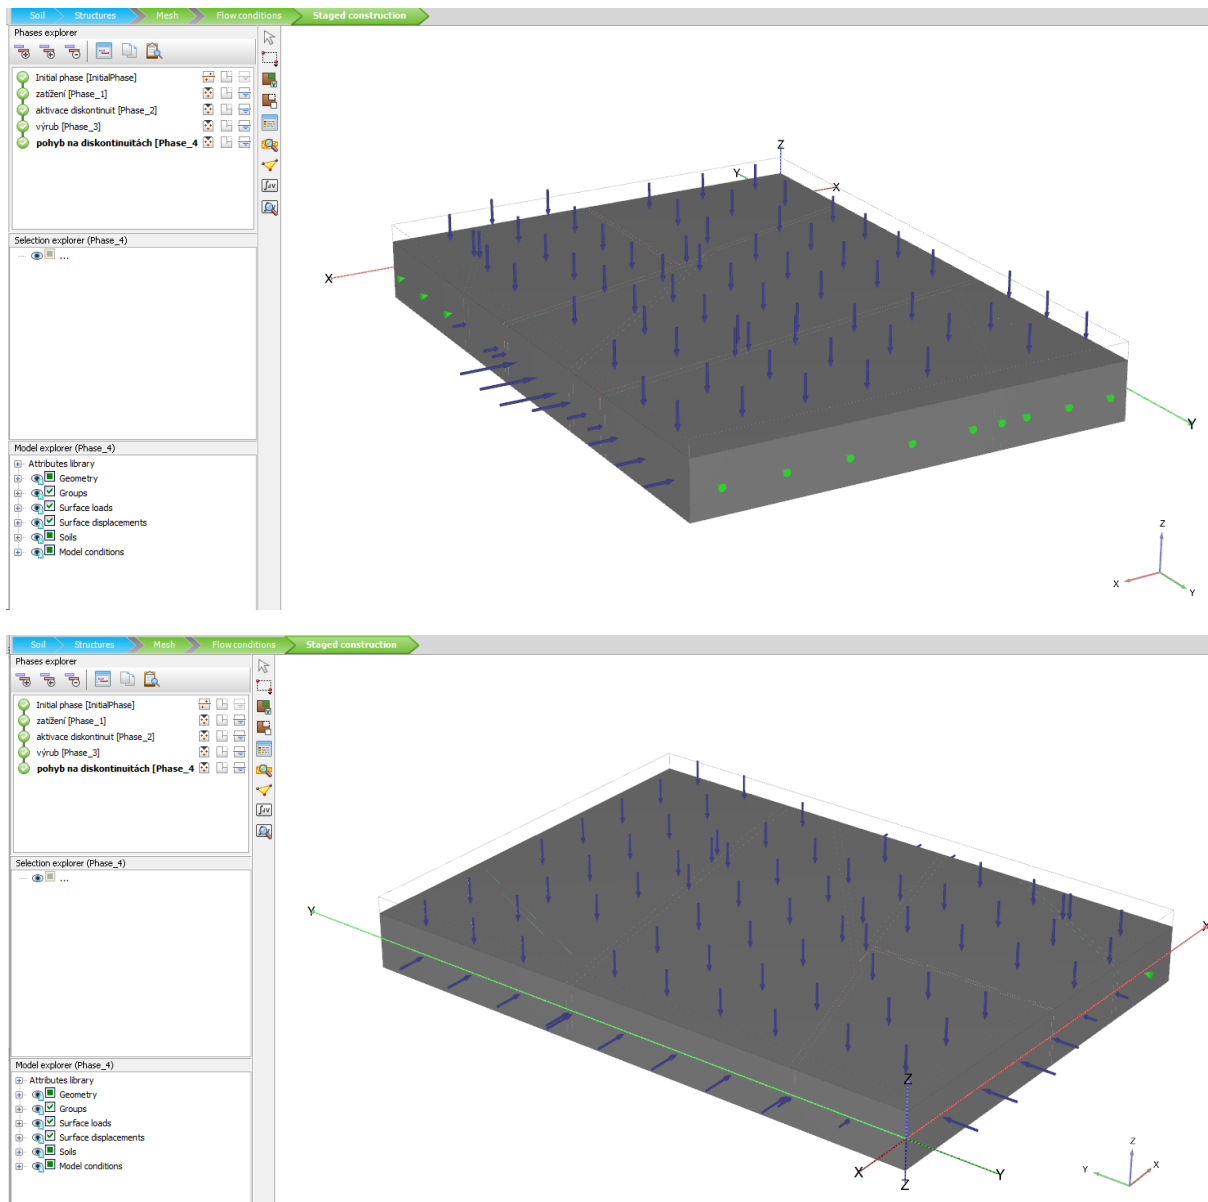 Soil Structures Mesh Flow conditions Staged construction
Phases explorer
Initial phase [InitialPhase]
zatížení [Phase_1]
aktivace diskontinuit [Phase_2]
výrub [Phase_3]
pohyb na diskontinuitách [Phase_4
Selection explorer (Phase_4)
...
Model explorer (Phase_4)
Attributes library
Geometry
Groups
Surface loads
Surface displacements
Soils
Model conditions
Z
Y
X
X
Y
Z
X
Y
Soil Structures Mesh Flow conditions Staged construction
Phases explorer
Initial phase [InitialPhase]
zatížení [Phase_1]
aktivace diskontinuit [Phase_2]
výrub [Phase_3]
pohyb na diskontinuitách [Phase_4
Selection explorer (Phase_4)
...
Model explorer (Phase_4)
Attributes library
Geometry
Groups
Surface loads
Surface displacements
Soils
Model conditions
Y
X
Z
X
Y
Z
Z
Y
X